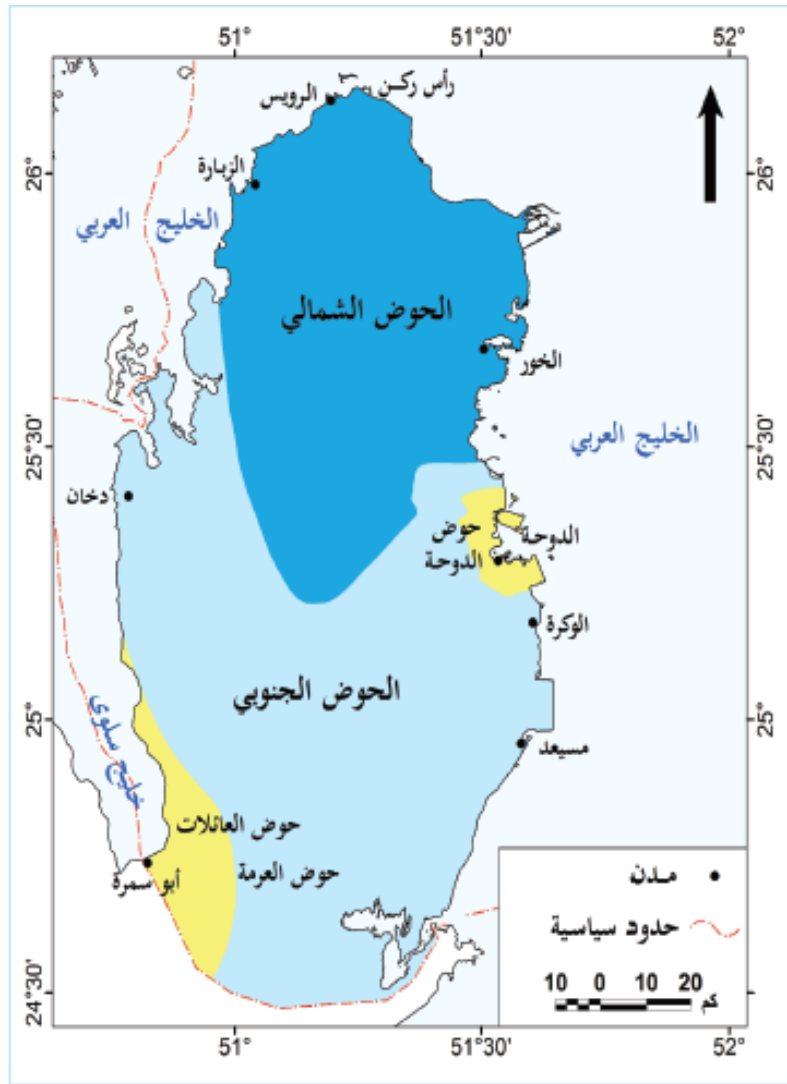 51°
51°30'
52°
رأس ركن
الرويس
الزبارة
26°
26°
الخليج العربي
الحوض الشمالي
الخور
25°30'
الخليج العربي
25°30'
دخان
حوض
الدوحة
الدوحة
الوكرة
الحوض الجنوبي
25°
25°
خليج سلوى
مسيعد
حوض العائلات
حوض العرمة
أبو سمرة
مدن
حدود سياسية
24°30'
10 0 10 20 كم
24°30'
51°
51°30'
52°